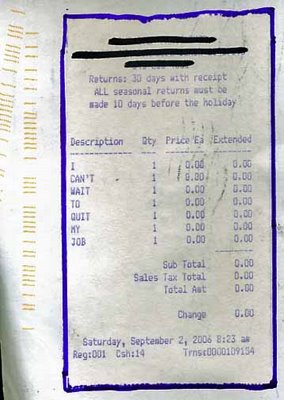 Returns: 30 days with receipt
ALL seasonal returns must be
made 10 days before the holiday
Description Qty Price Ea Extended
I 1 0.00 0.00
CAN'T 1 0.00 0.00
WAIT 1 0.00 0.00
TO 1 0.00 0.00
QUIT 1 0.00 0.00
MY 1 0.00 0.00
JOB 1 0.00 0.00
Sub Total 0.00
Sales Tax Total 0.00
Total Amt 0.00
Change 0.00
Saturday, September 2, 2006 8:23 am
Reg:001 Csh:14 Trns:0000109154